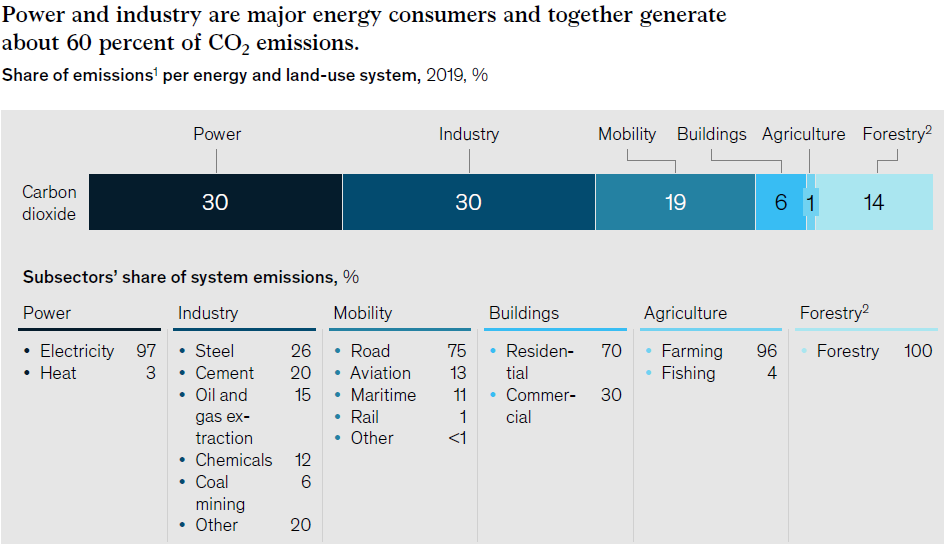 Power and industry are major energy consumers and together generate
about 60 percent of CO₂ emissions.
Share of emissions¹ per energy and land-use system, 2019, %
Power Industry Mobility Buildings Agriculture Forestry²
Carbon
dioxide
30 30 19 6 1 14
Subsectors’ share of system emissions, %
Power
• Electricity 97
• Heat 3
Industry
• Steel 26
• Cement 20
• Oil and 15
gas ex-
traction
• Chemicals 12
• Coal 6
mining
• Other 20
Mobility
• Road 75
• Aviation 13
• Maritime 11
• Rail 1
• Other <1
Buildings
• Residen- 70
tial
• Commer- 30
cial
Agriculture
• Farming 96
• Fishing 4
Forestry²
• Forestry 100